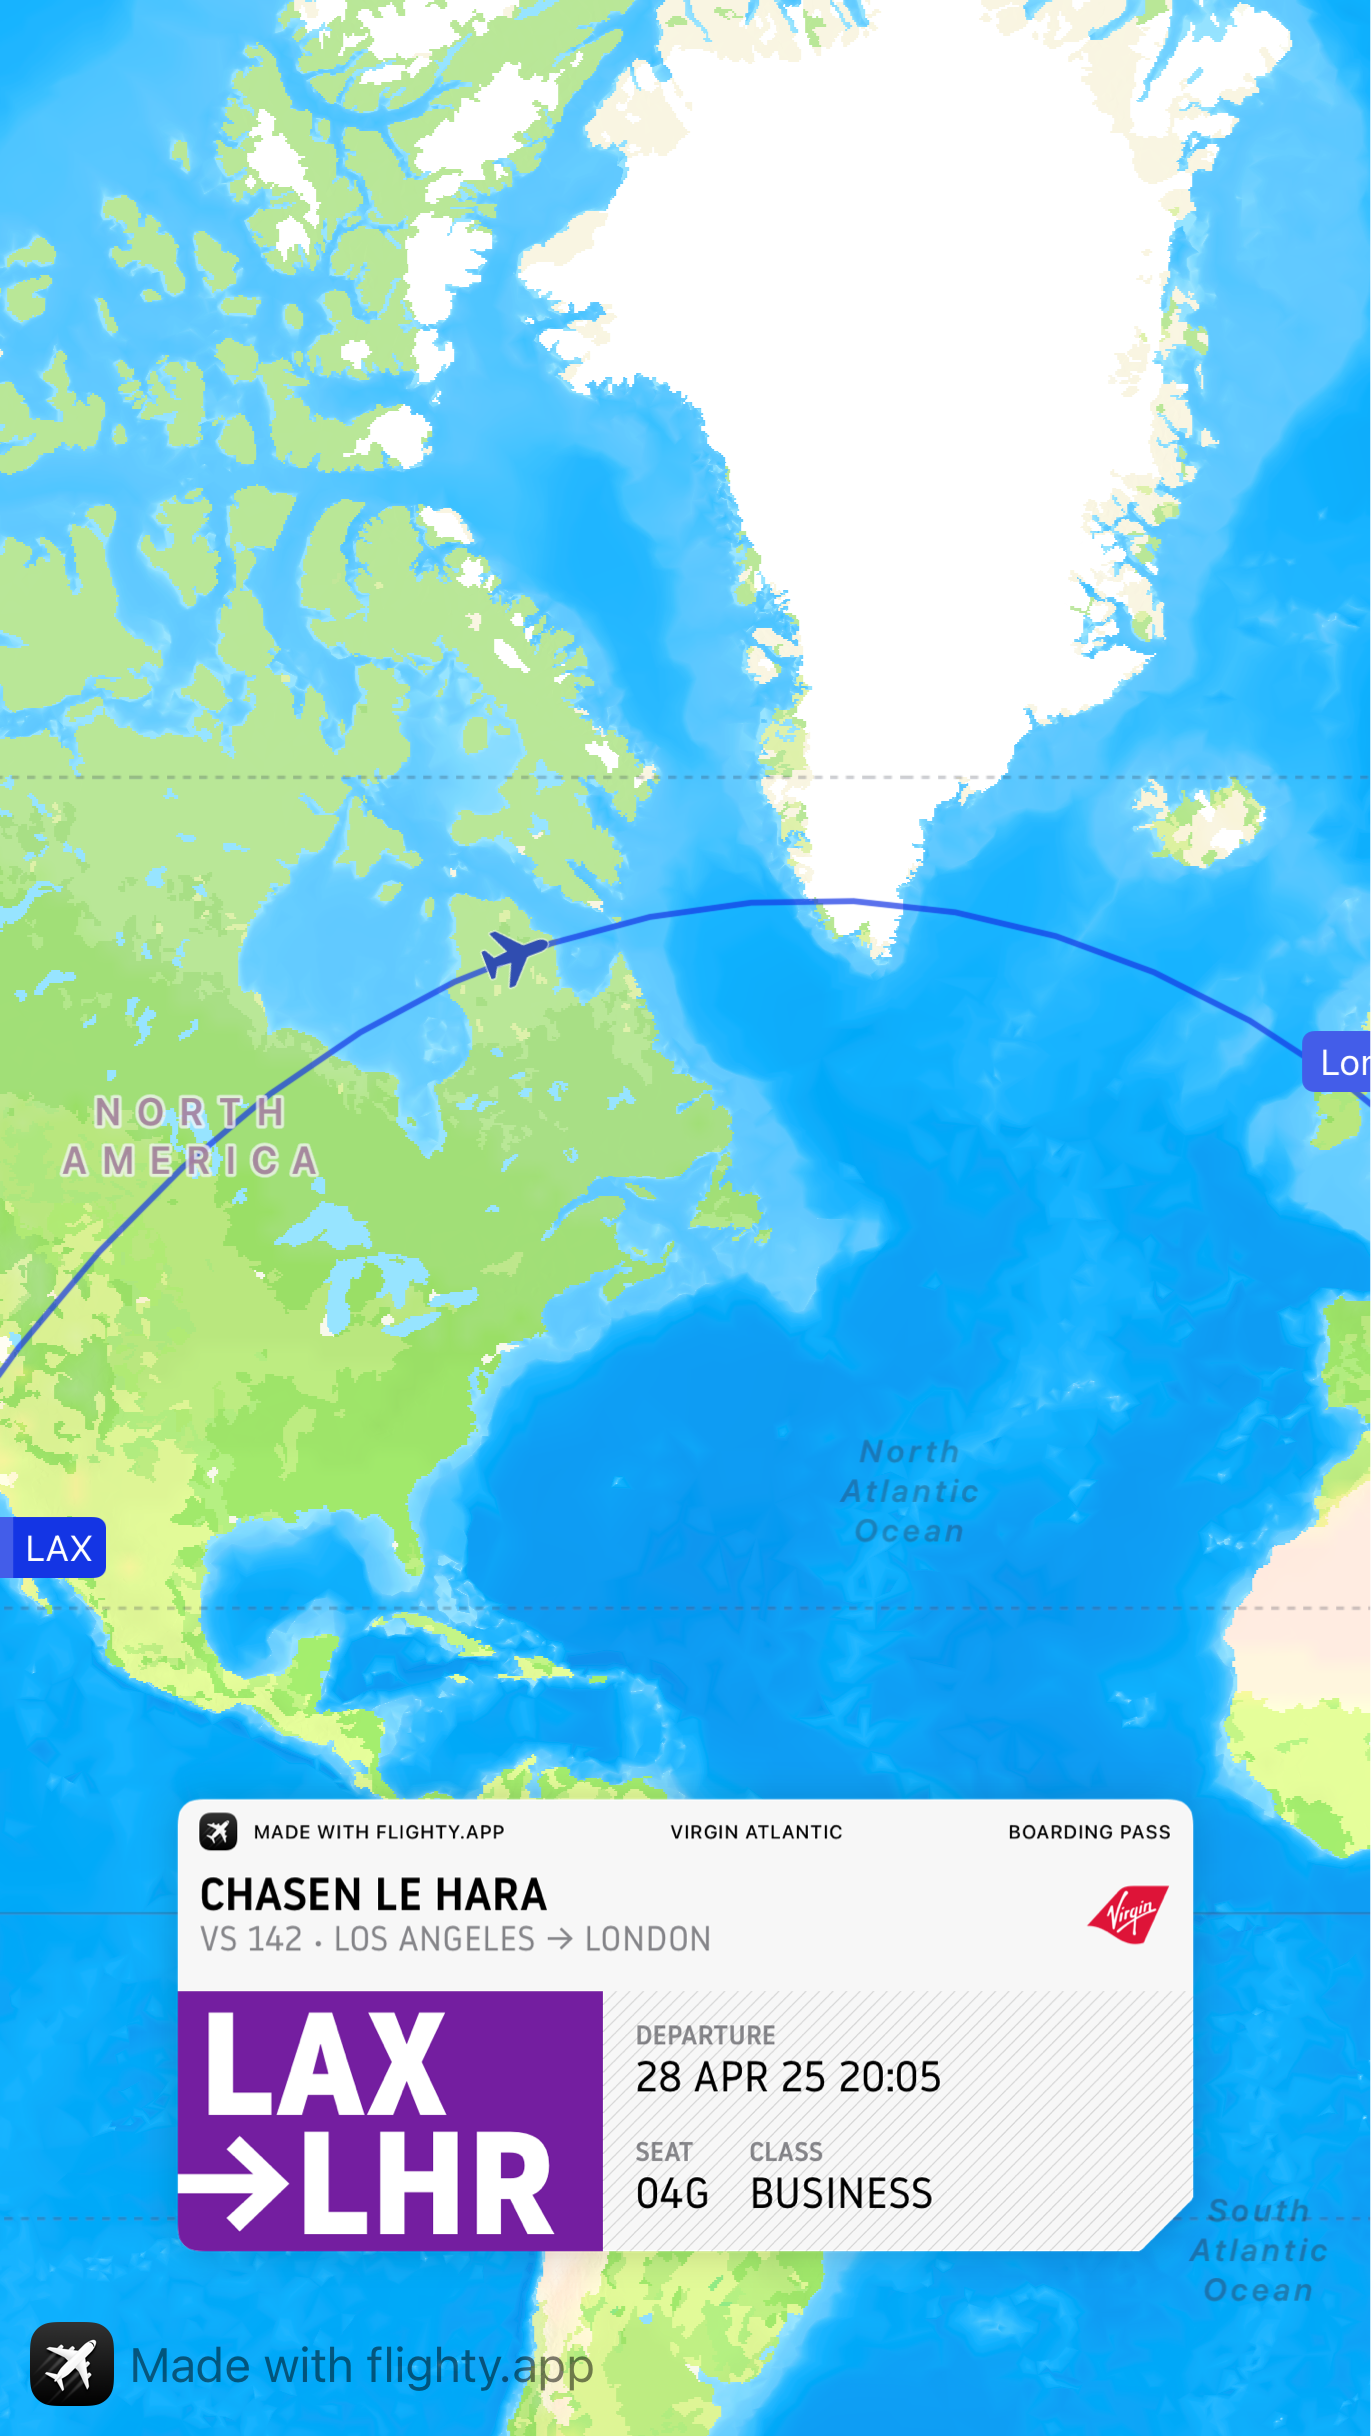 NORTH
AMERICA
Lon
LAX
North
Atlantic
Ocean
MADE WITH FLIGHTY.APP
VIRGIN ATLANTIC
BOARDING PASS
CHASEN LE HARA
VS 142 · LOS ANGELES → LONDON
Virgin
LAX
→LHR
DEPARTURE
28 APR 25 20:05
SEAT CLASS
04G BUSINESS
South
Atlantic
Ocean
Made with flighty.app